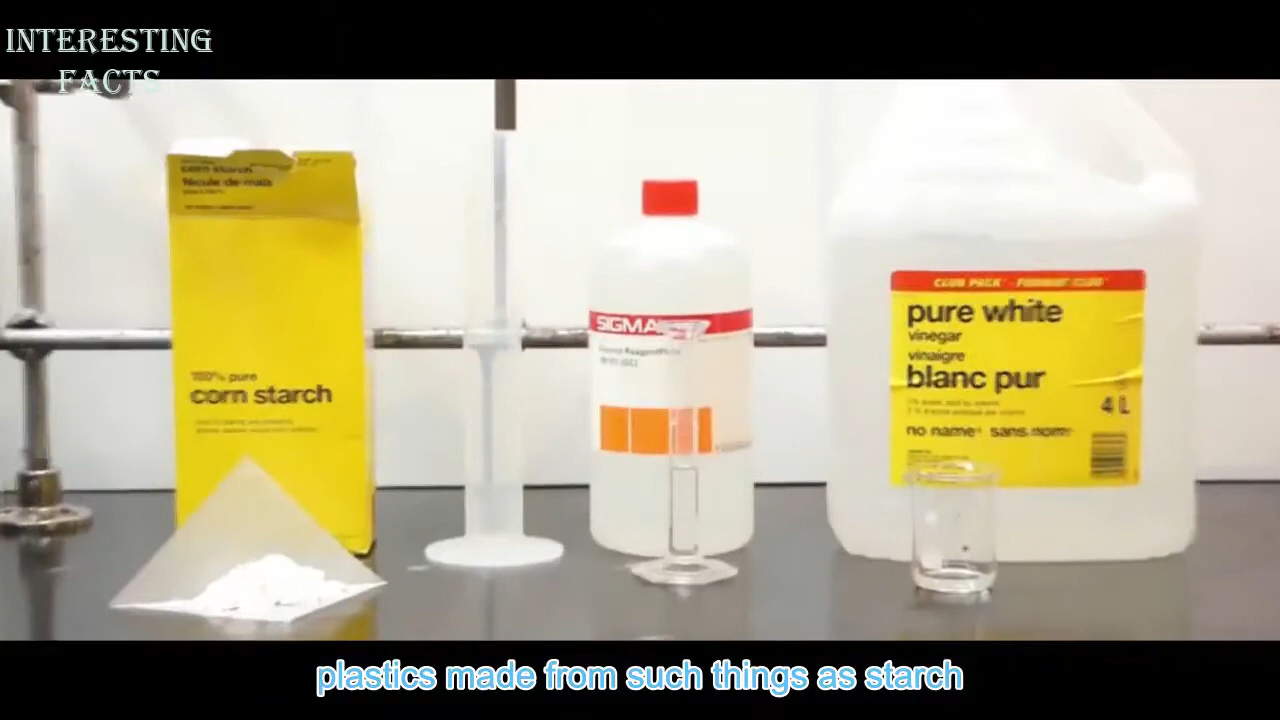 INTERESTING
FACTS
corn starch
fécule de maïs
100% pure
corn starch
SIGMA
CLUB PACK
pure white
vinegar
vinaigre
blanc pur
4 L
no name sans nom
plastics made from such things as starch